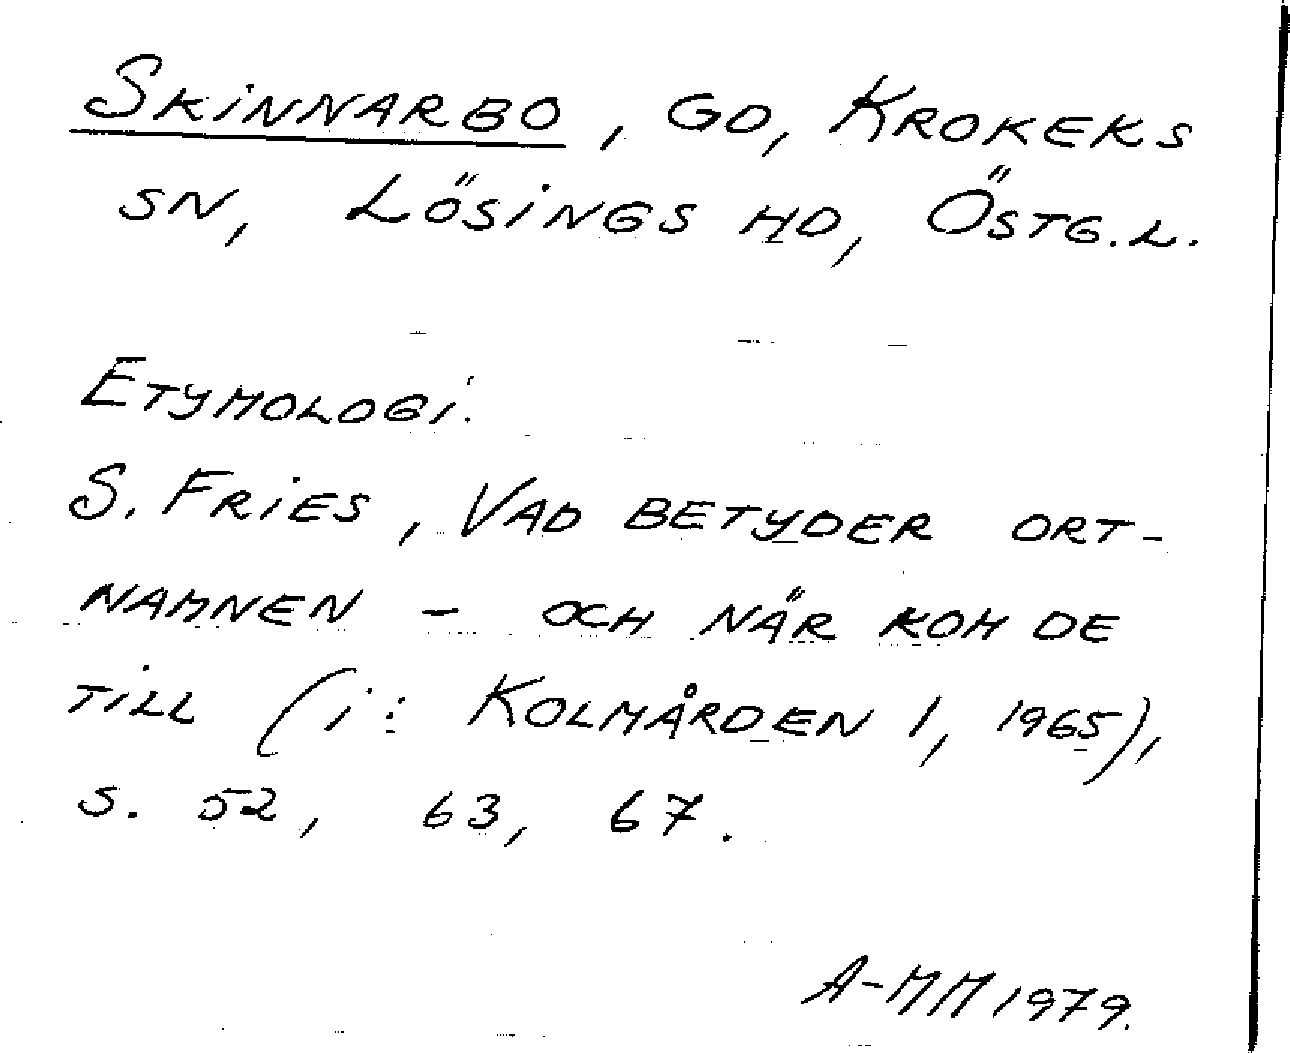 SKINNARBO, GD, KROKEKS
SN, LÖSINGS HD, ÖSTG.L.
ETYMOLOGI.
S. FRIES, VAD BETYDER ORT-
NAMNEN - OCH NÄR KOM DE
TILL (i: KOLMÅRDEN 1, 1965),
S. 52, 63, 67.
A-MM 1979.